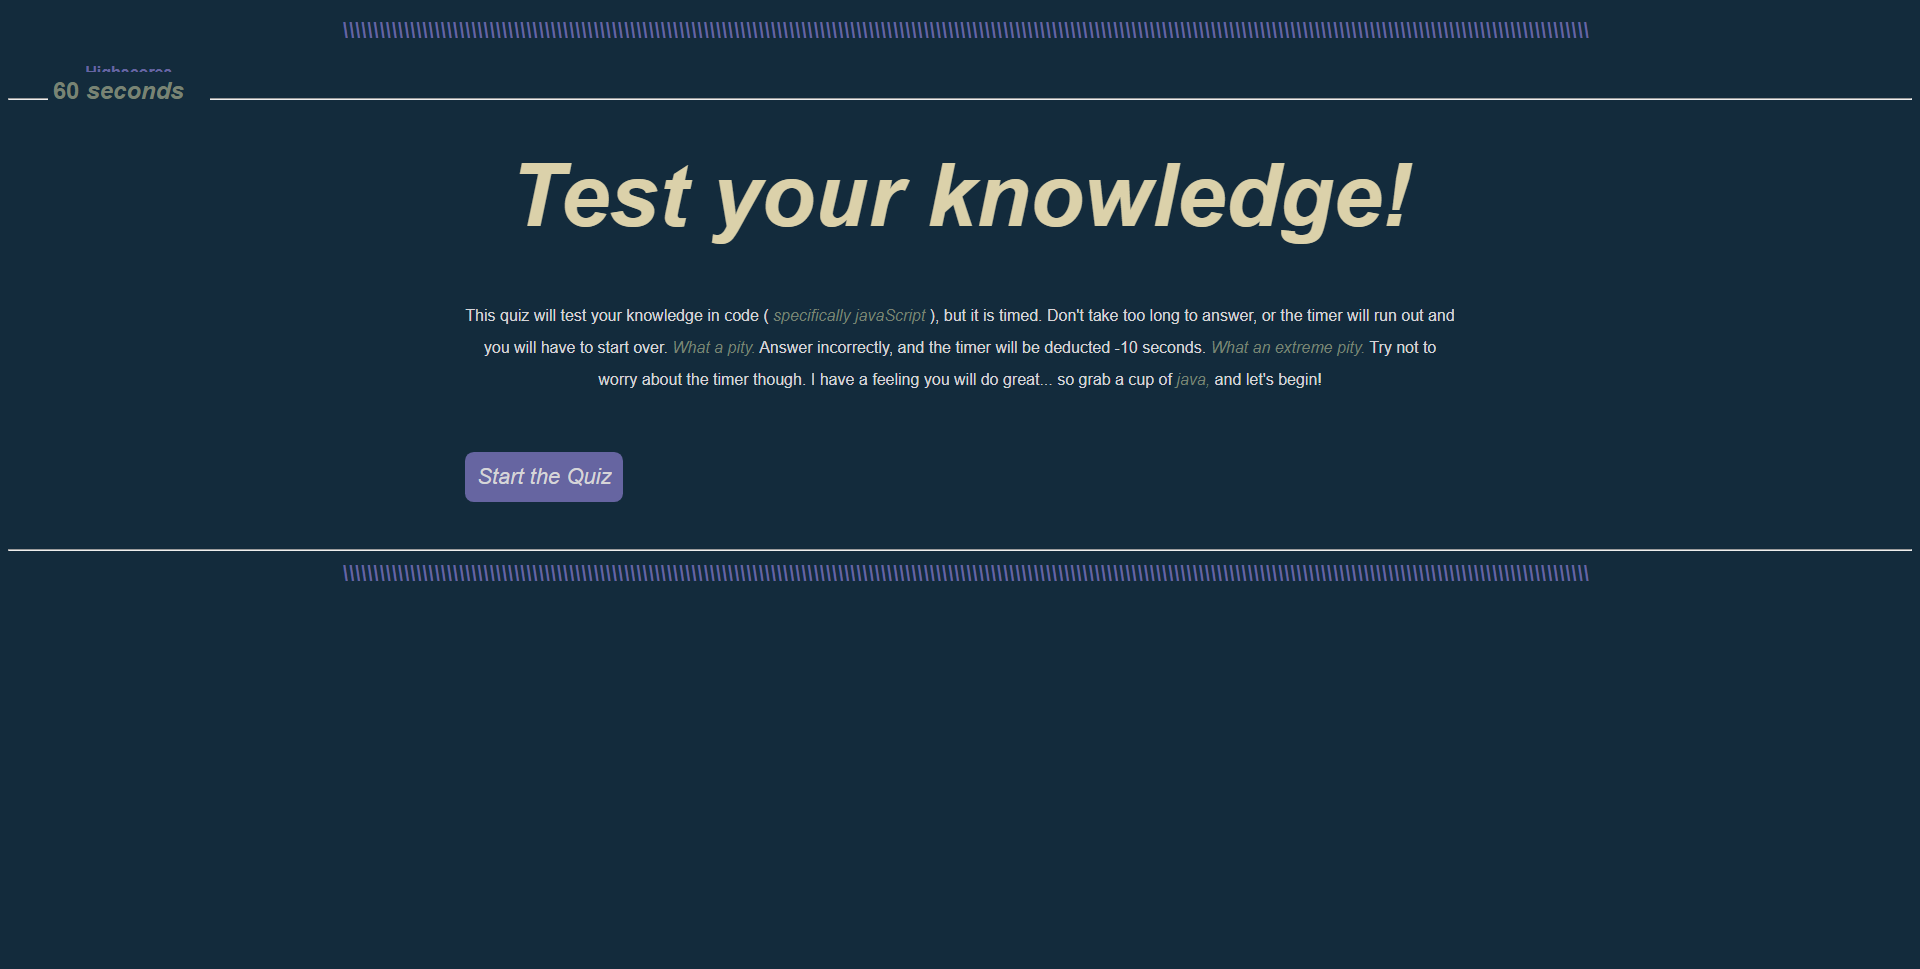 Highscores
60 seconds
Test your knowledge!
This quiz will test your knowledge in code ( specifically javaScript ), but it is timed. Don't take too long to answer, or the timer will run out and
you will have to start over. What a pity. Answer incorrectly, and the timer will be deducted -10 seconds. What an extreme pity. Try not to
worry about the timer though. I have a feeling you will do great... so grab a cup of java, and let's begin!
Start the Quiz